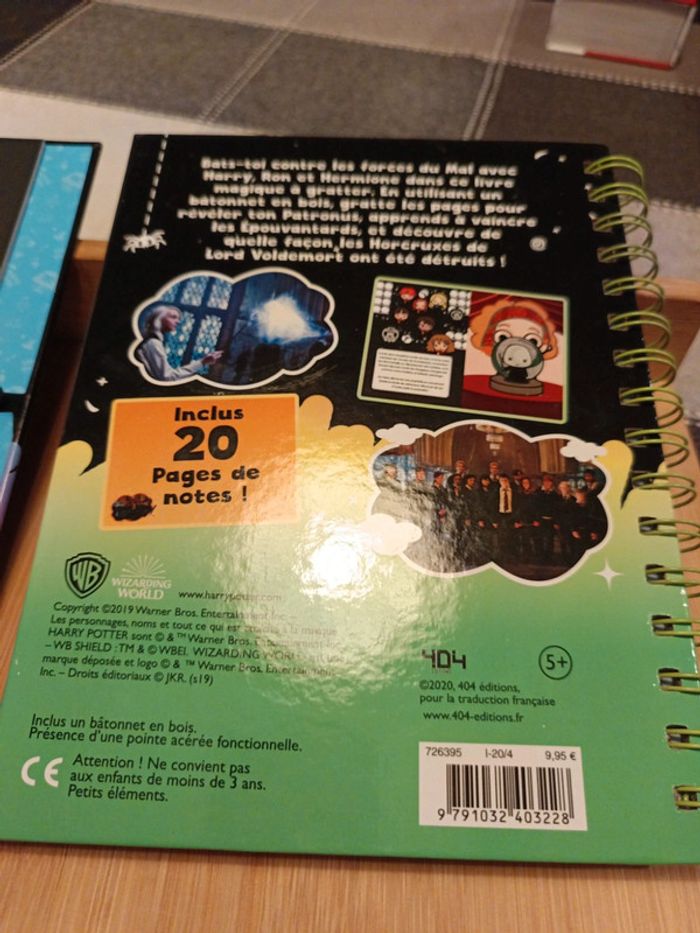 Bats-toi contre les forces du Mal avec
Harry, Ron et Hermione dans ce livre
magique à gratter. En utilisant un
bâtonnet en bois, gratte les pages pour
révéler ton Patronus, apprends à vaincre
les Épouvantards, et découvre de
quelle façon les Horcruxes de
Lord Voldemort ont été détruits !
Inclus
20
Pages de
notes !
WB
WIZARDING
WORLD
www.harrypotter.com
Copyright ©2019 Warner Bros. Entertainment Inc. –
Les personnages, noms et tout ce qui est à la marque
HARRY POTTER sont © & ™ Warner Bros. Entertainment Inc.
– WB SHIELD : TM & © WBEI. WIZARDING WORLD est une
marque déposée et logo © & ™ Warner Bros. Entertainment
Inc. – Droits éditoriaux © JKR. (s19)
404
5+
©2020, 404 éditions,
pour la traduction française
www.404-editions.fr
Inclus un bâtonnet en bois.
Présence d'une pointe acérée fonctionnelle.
CE
Attention ! Ne convient pas
aux enfants de moins de 3 ans.
Petits éléments.
726395 I-20/4 9,95 €
9 791032 403228